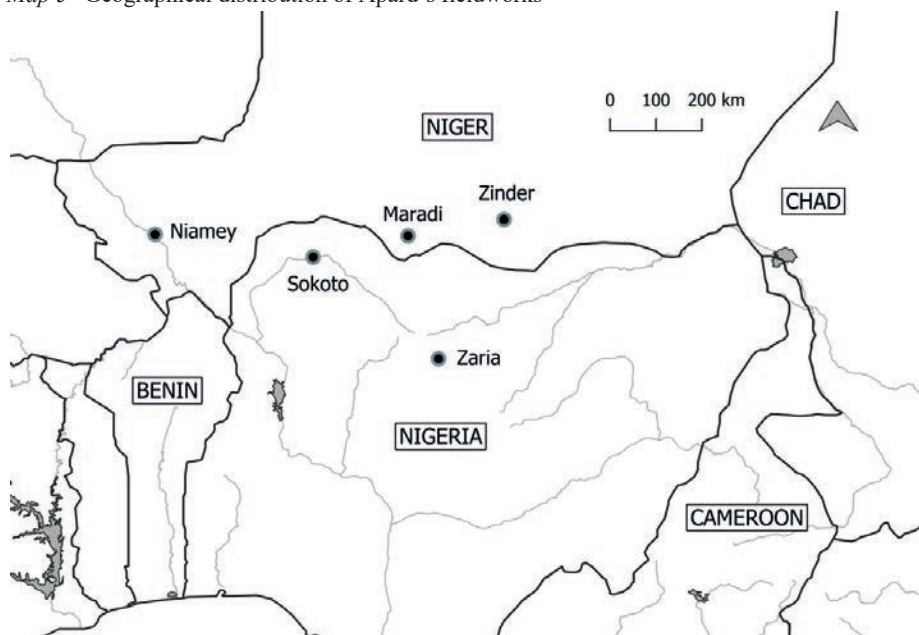 Map 3 Geographical distribution of Apard's fieldworks
0 100 200 km
NIGER
Zinder
CHAD
Maradi
Niamey
Sokoto
Zaria
BENIN
NIGERIA
CAMEROON